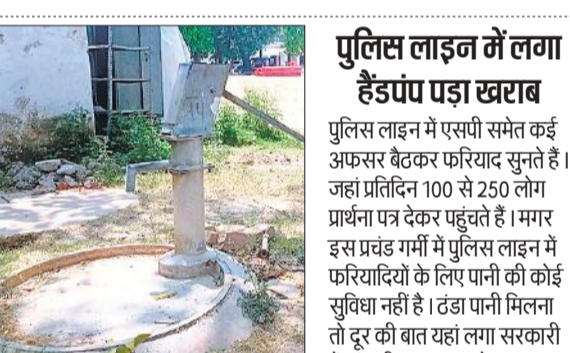 पुलिस लाइन में लगा
हैंडपंप पड़ा खराब
पुलिस लाइन में एसपी समेत कई
अफसर बैठकर फरियाद सुनते हैं।
जहां प्रतिदिन 100 से 250 लोग
प्रार्थना पत्र देकर पहुंचते हैं। मगर
इस प्रचंड गर्मी में पुलिस लाइन में
फरियादियों के लिए पानी की कोई
सुविधा नहीं है। ठंडा पानी मिलना
तो दूर की बात यहां लगा सरकारी